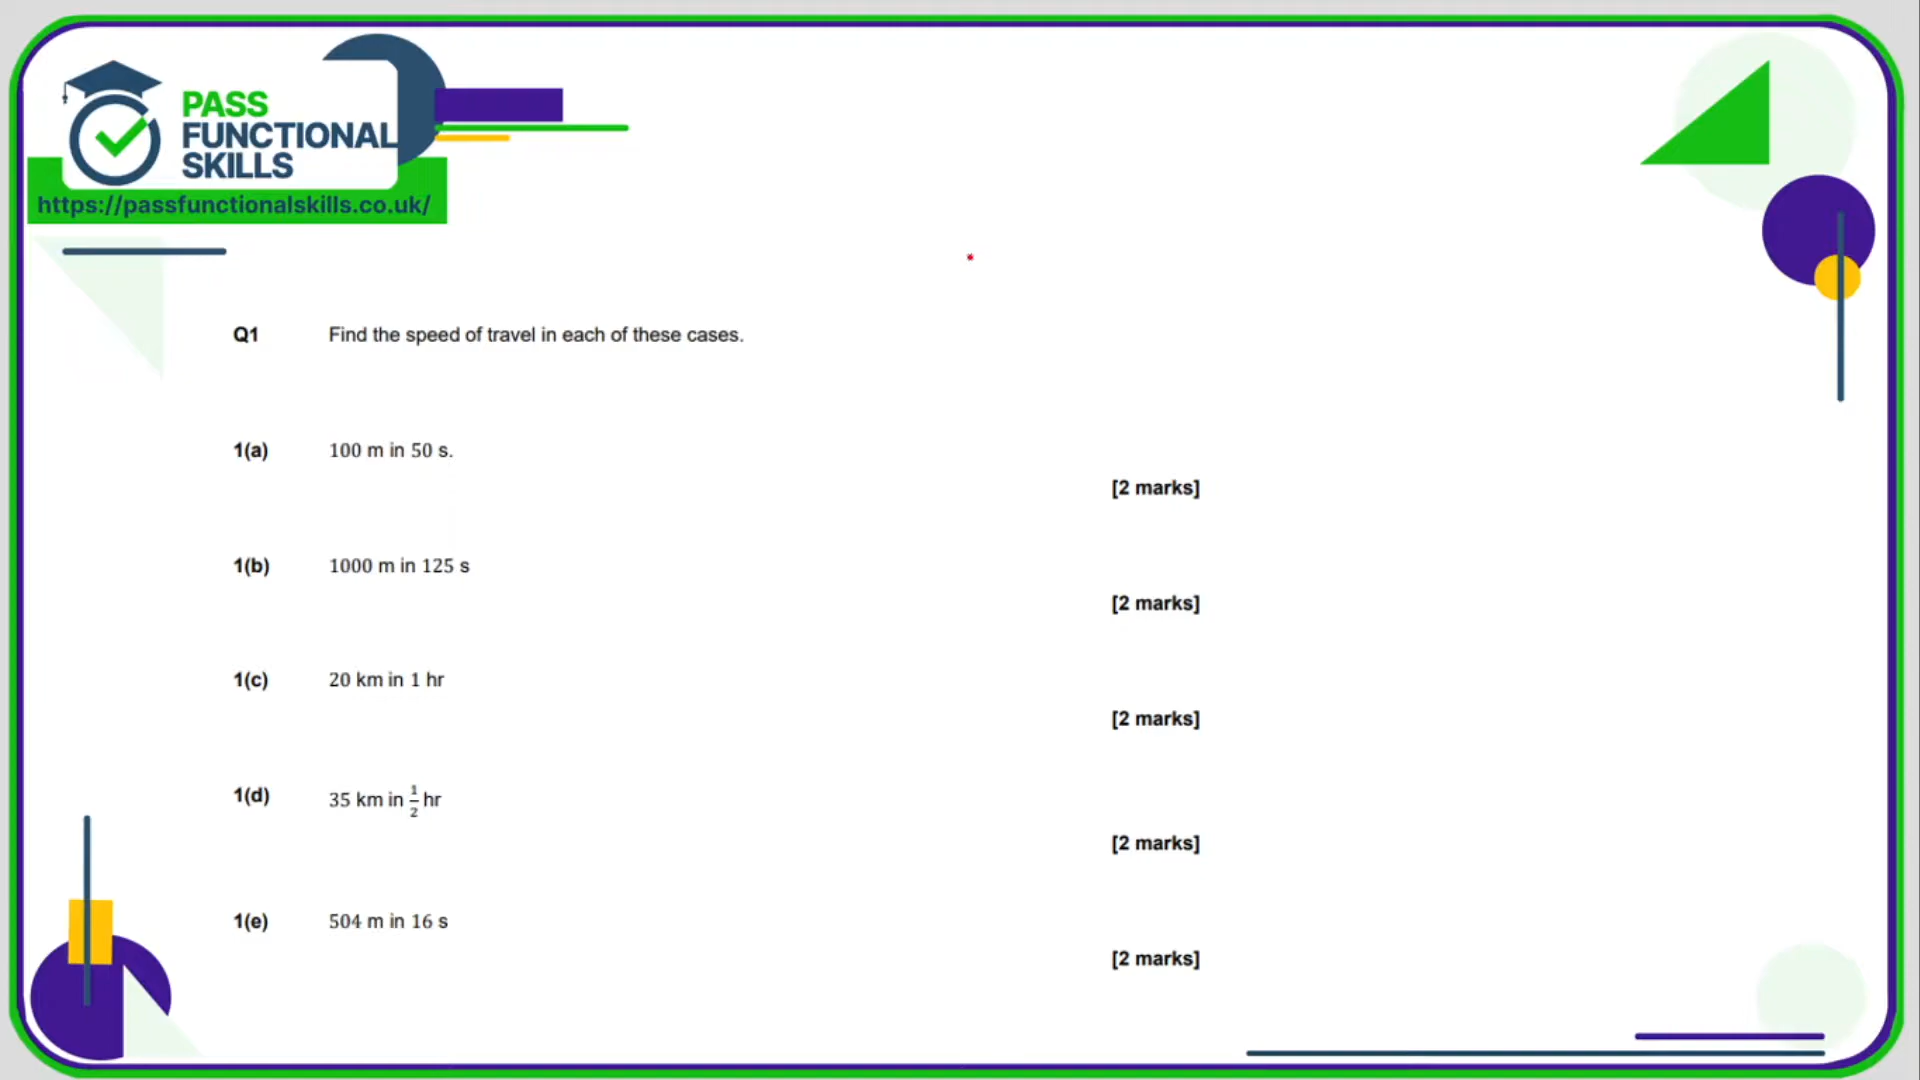 PASS
FUNCTIONAL
SKILLS
https://passfunctionalskills.co.uk/
Q1 Find the speed of travel in each of these cases.
1(a) 100 m in 50 s.
[2 marks]
1(b) 1000 m in 125 s
[2 marks]
1(c) 20 km in 1 hr
[2 marks]
1(d) 35 km in 1/2 hr
[2 marks]
1(e) 504 m in 16 s
[2 marks]